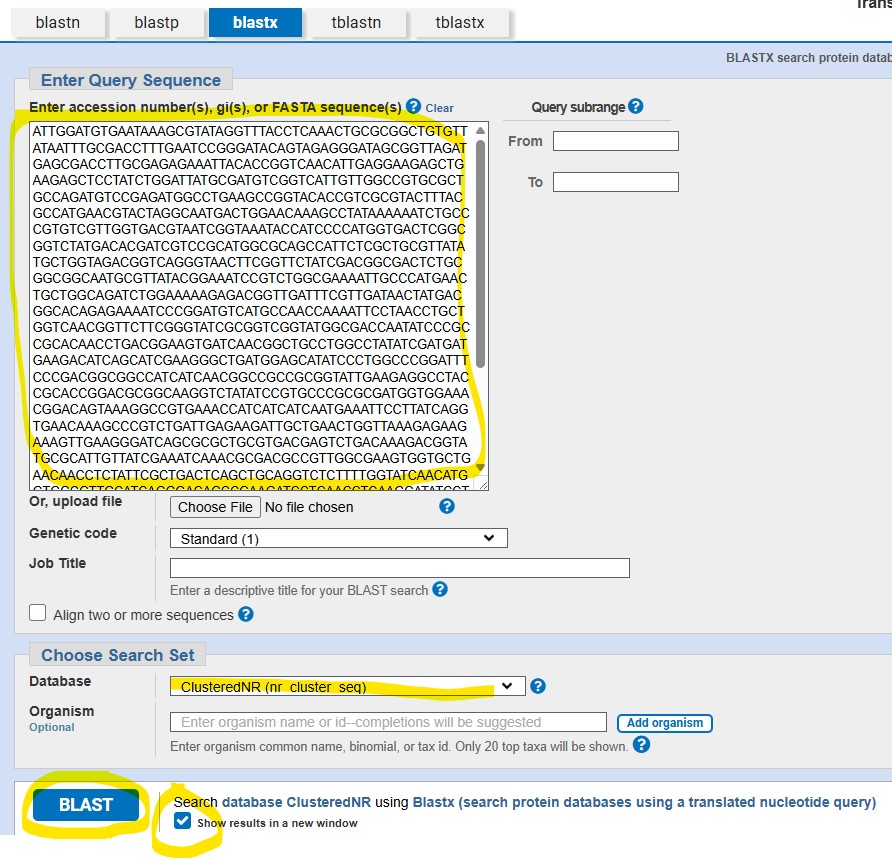 Trans
blastn blastp blastx tblastn tblastx
BLASTX search protein datab
Enter Query Sequence
Enter accession number(s), gi(s), or FASTA sequence(s) Clear
Query subrange
From
To
ATTGGATGTGAATAAAGCGTATAGGTTTACCTCAAACTGCGCGGCTGTGTT
ATAATTTGCGACCTTTGAATCCGGGATACAGTAGAGGGATAGCGGTTAGAT
GAGCGACCTTGCGAGAGAAATTACACCGGTCAACATTGAGGAAGAGCTG
AAGAGCTCCTATCTGGATTATGCGATGTCGGTCATTGTTGGCCGTGCGCT
GCCAGATGTCCGAGATGGCCTGAAGCCGGTACACCGTCGCGTACTTTAC
GCCATGAACGTACTAGGCAATGACTGGAACAAAGCCTATAAAAAATCTGCC
CGTGTCGTTGGTGACGTAATCGGTAAATACCATCCCCATGGTGACTCGGC
GGTCTATGACACGATCGTCCGCATGGCGCAGCCATTCTCGCTGCGTTATA
TGCTGGTAGACGGTCAGGGTAACTTCGGTTCTATCGACGGCGACTCTGC
GGCGGCAATGCGTTATACGGAAATCCGTCTGGCGAAAATTGCCCATGAAC
TGCTGGCAGATCTGGAAAAAGAGACGGTTGATTTCGTTGATAACTATGAC
GGCACAGAGAAAATCCCGGATGTCATGCCAACCAAAATTCCTAACCTGCT
GGTCAACGGTTCTTCGGGTATCGCGGTCGGTATGGCGACCAATATCCCGC
CGCACAACCTGACGGAAGTGATCAACGGCTGCCTGGCCTATATCGATGAT
GAAGACATCAGCATCGAAGGGCTGATGGAGCATATCCCTGGCCCGGATTT
CCCGACGGCGGCCATCATCAACGGCCGCCGCGGTATTGAAGAGGCCTAC
CGCACCGGACGCGGCAAGGTCTATATCCGTGCCCGCGCGATGGTGGAAA
CGGACAGTAAAGGCCGTGAAACCATCATCATCAATGAAATTCCTTATCAGG
TGAACAAAGCCCGTCTGATTGAGAAGATTGCTGAACTGGTTAAAGAGAAG
AAAGTTGAAGGGATCAGCGCGCTGCGTGACGAGTCTGACAAAGACGGTA
TGCGCATTGTTATCGAAATCAAACGCGACGCCGTTGGCGAAGTGGTGCTG
AACAACCTCTATTCGCTGACTCAGCTGCAGGTCTCTTTTGGTATCAACATG
Or, upload file Choose File No file chosen
Genetic code Standard (1)
Job Title
Enter a descriptive title for your BLAST search
Align two or more sequences
Choose Search Set
Database ClusteredNR (nr_cluster_seq)
Organism
Optional
Enter organism name or id--completions will be suggested Add organism
Enter organism common name, binomial, or tax id. Only 20 top taxa will be shown.
BLAST Search database ClusteredNR using Blastx (search protein databases using a translated nucleotide query)
Show results in a new window